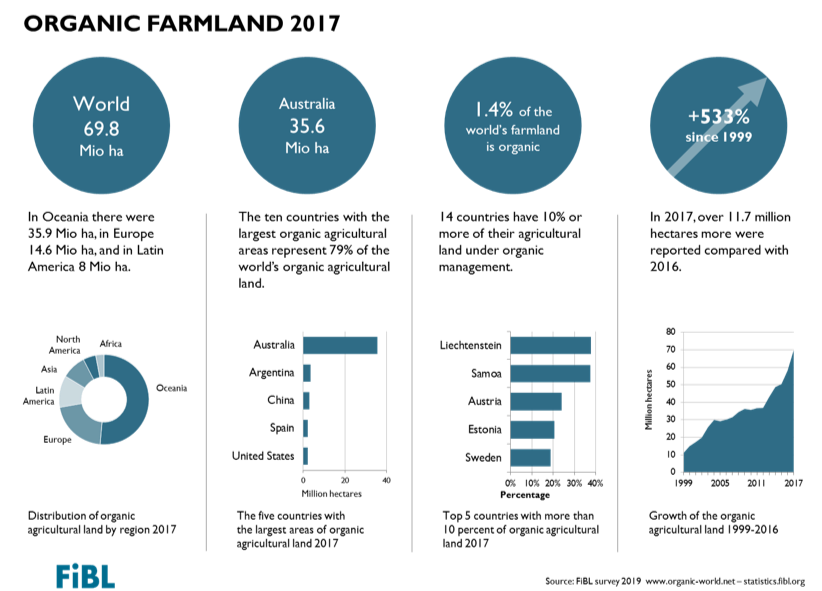 ORGANIC FARMLAND 2017
World
69.8
Mio ha
Australia
35.6
Mio ha
1.4% of the
world's farmland
is organic
+533%
since 1999
In Oceania there were
35.9 Mio ha, in Europe
14.6 Mio ha, and in Latin
America 8 Mio ha.
The ten countries with the
largest organic agricultural
areas represent 79% of the
world's organic agricultural
land.
14 countries have 10% or
more of their agricultural
land under organic
management.
In 2017, over 11.7 million
hectares more were
reported compared with
2016.
North
America
Africa
Asia
Latin
America
Oceania
Europe
Australia
Argentina
China
Spain
United States
0 20 40
Million hectares
Liechtenstein
Samoa
Austria
Estonia
Sweden
0% 10% 20% 30% 40%
Percentage
Million hectares
80
70
60
50
40
30
20
10
0
1999 2005 2011 2017
Distribution of organic
agricultural land by region 2017
The five countries with
the largest areas of organic
agricultural land 2017
Top 5 countries with more than
10 percent of organic agricultural
land 2017
Growth of the organic
agricultural land 1999-2016
FiBL
Source: FiBL survey 2019 www.organic-world.net – statistics.fibl.org